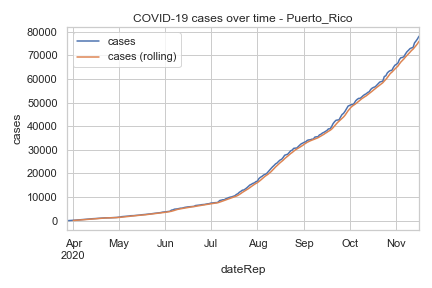 COVID-19 cases over time - Puerto_Rico
cases
cases (rolling)
80000
70000
60000
50000
40000
30000
20000
10000
0
cases
Apr
2020
May
Jun
Jul
Aug
Sep
Oct
Nov
dateRep